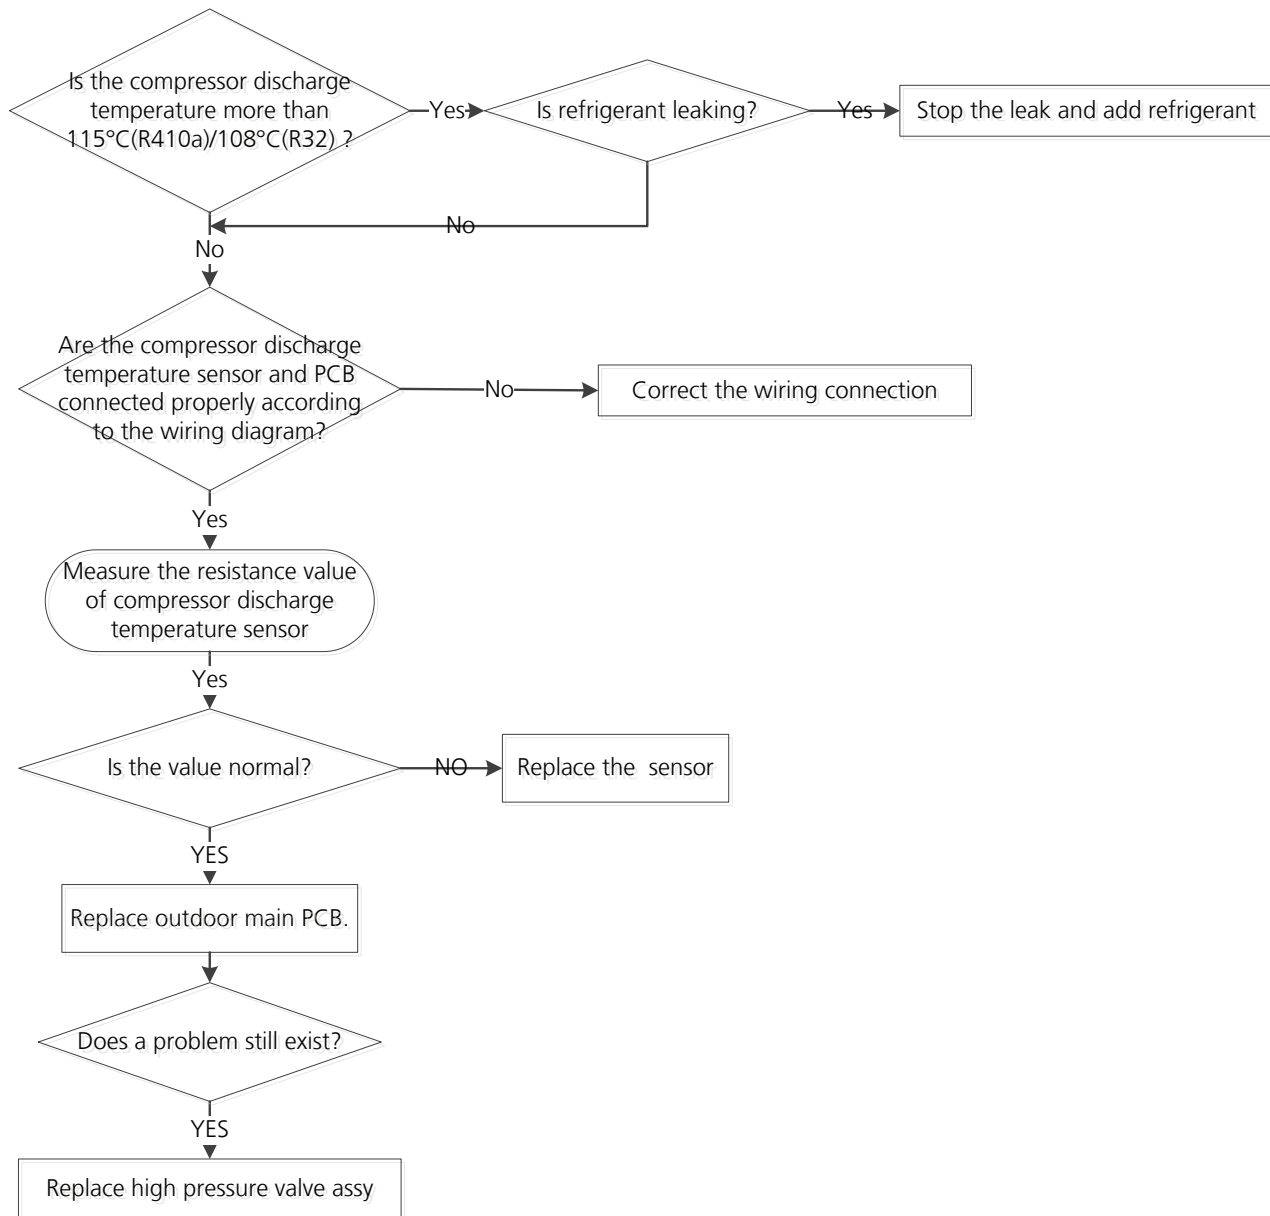 Is the compressor discharge
temperature more than
115°C(R410a)/108°C(R32) ?
Yes
Is refrigerant leaking?
Yes
Stop the leak and add refrigerant
No
No
Are the compressor discharge
temperature sensor and PCB
connected properly according
to the wiring diagram?
No
Correct the wiring connection
Yes
Measure the resistance value
of compressor discharge
temperature sensor
Yes
Is the value normal?
NO
Replace the  sensor
YES
Replace outdoor main PCB.
Does a problem still exist?
YES
Replace high pressure valve assy